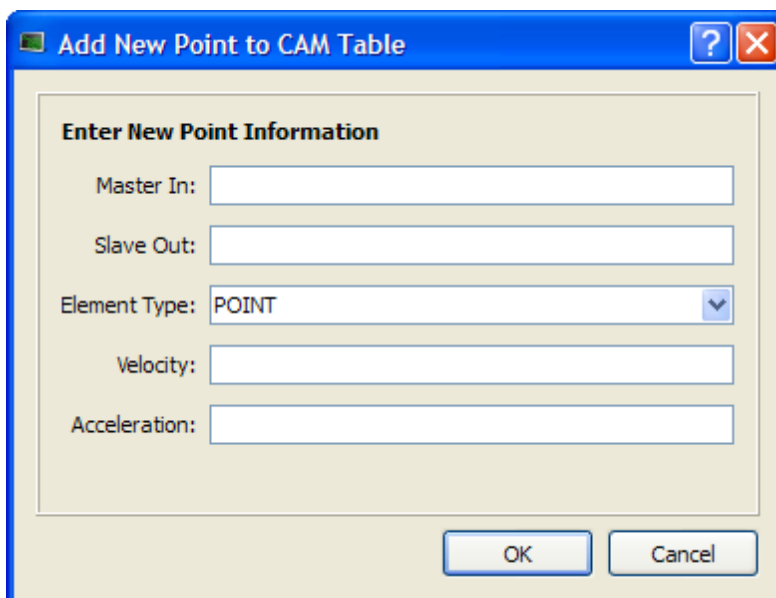 Add New Point to CAM Table
?
Enter New Point Information
Master In:
Slave Out:
Element Type: POINT
Velocity:
Acceleration:
OK Cancel